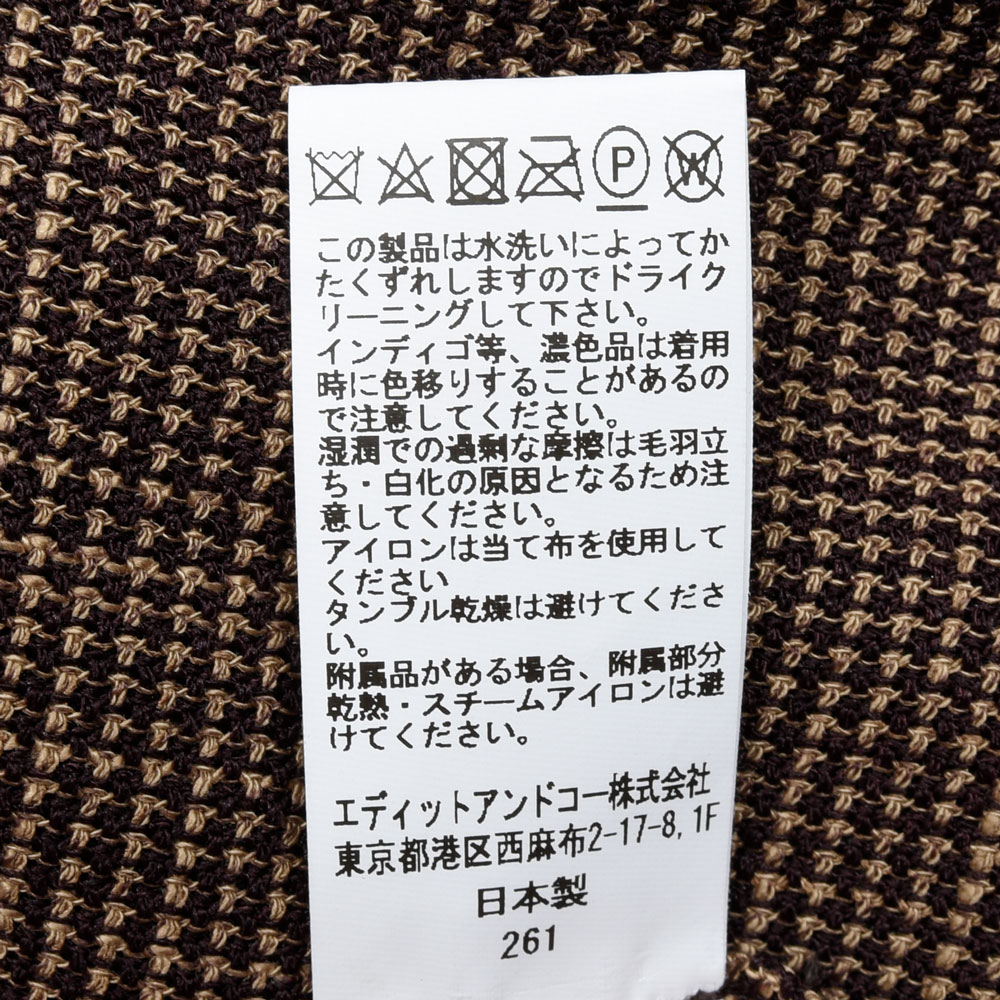 P W
この製品は水洗いによってか
たくずれしますのでドライク
リーニングして下さい。
インディゴ等、濃色品は着用
時に色移りすることがあるの
で注意してください。
湿潤での過剰な摩擦は毛羽立
ち・白化の原因となるため注
意してください。
アイロンは当て布を使用して
ください
タンブル乾燥は避けてくださ
い。
附属品がある場合、附属部分
乾熱・スチームアイロンは避
けてください。
エディットアンドコー株式会社
東京都港区西麻布2-17-8,1F
日本製
261